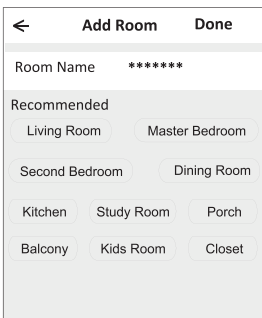 ← Add Room Done
Room Name *******
Recommended
Living Room Master Bedroom
Second Bedroom Dining Room
Kitchen Study Room Porch
Balcony Kids Room Closet